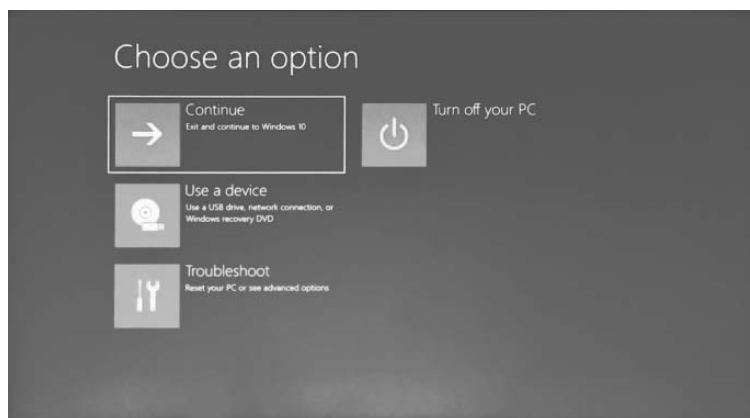 Choose an option
Continue
Exit and continue to Windows 10
Turn off your PC
Use a device
Use a USB drive, network connection, or
Windows recovery DVD
Troubleshoot
Reset your PC or see advanced options